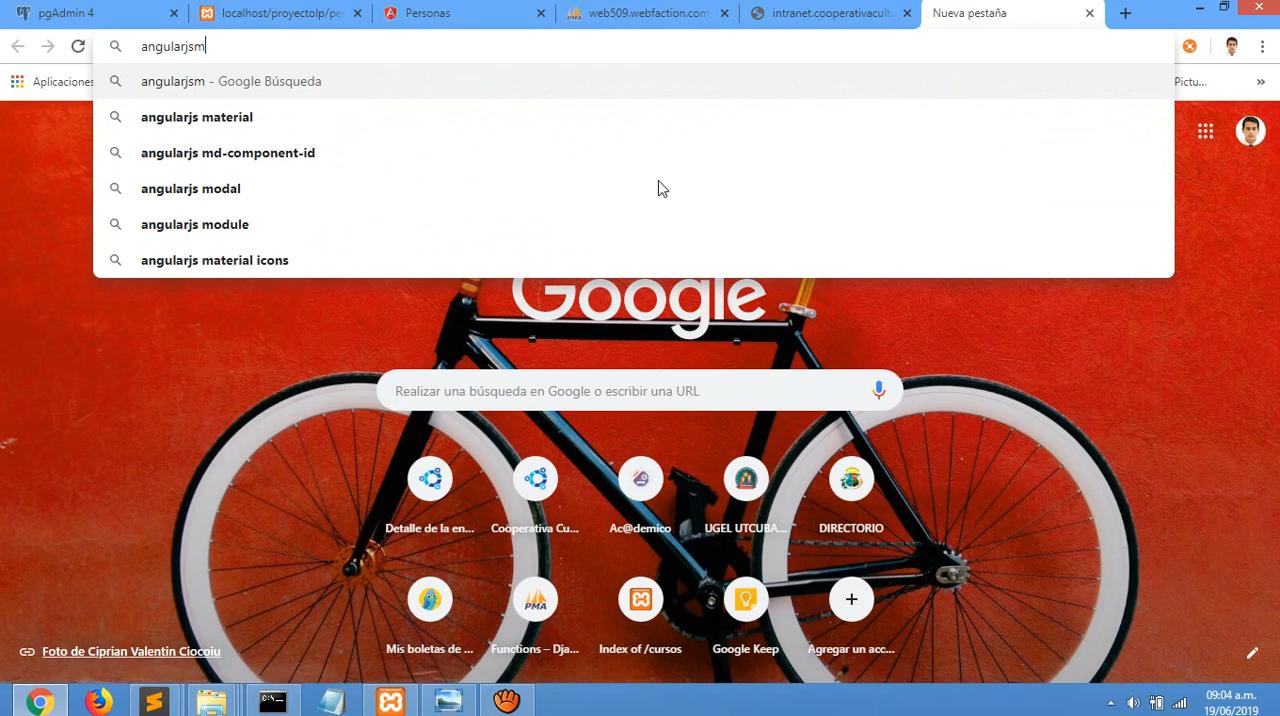 pgAdmin 4
localhost/proyectolp/pe
Personas
web509.webfaction.com
intranet.cooperativacultu
Nueva pestaña
angularjsm
Aplicaciones
Pictu...
»
angularjsm - Google Búsqueda
angularjs material
angularjs md-component-id
angularjs modal
angularjs module
angularjs material icons
Google
Realizar una búsqueda en Google o escribir una URL
Detalle de la en...
Cooperativa Cu...
Ac@demico
UGEL UTCUBA...
DIRECTORIO
PMA
Mis boletas de ...
Functions – Dja...
Index of /cursos
Google Keep
Agregar un acc...
Foto de Ciprian Valentin Ciocoiu
09:04 a.m.
19/06/2019